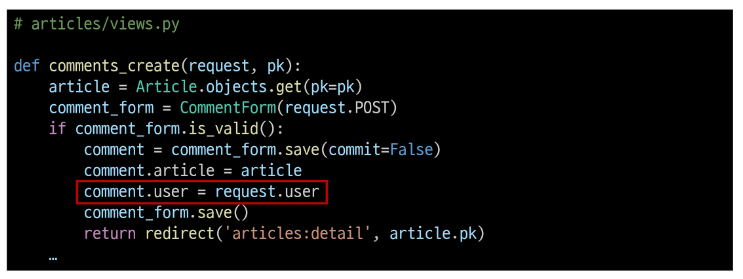 # articles/views.py
def comments_create(request, pk):
    article = Article.objects.get(pk=pk)
    comment_form = CommentForm(request.POST)
    if comment_form.is_valid():
        comment = comment_form.save(commit=False)
        comment.article = article
        comment.user = request.user
        comment_form.save()
        return redirect('articles:detail', article.pk)
    …